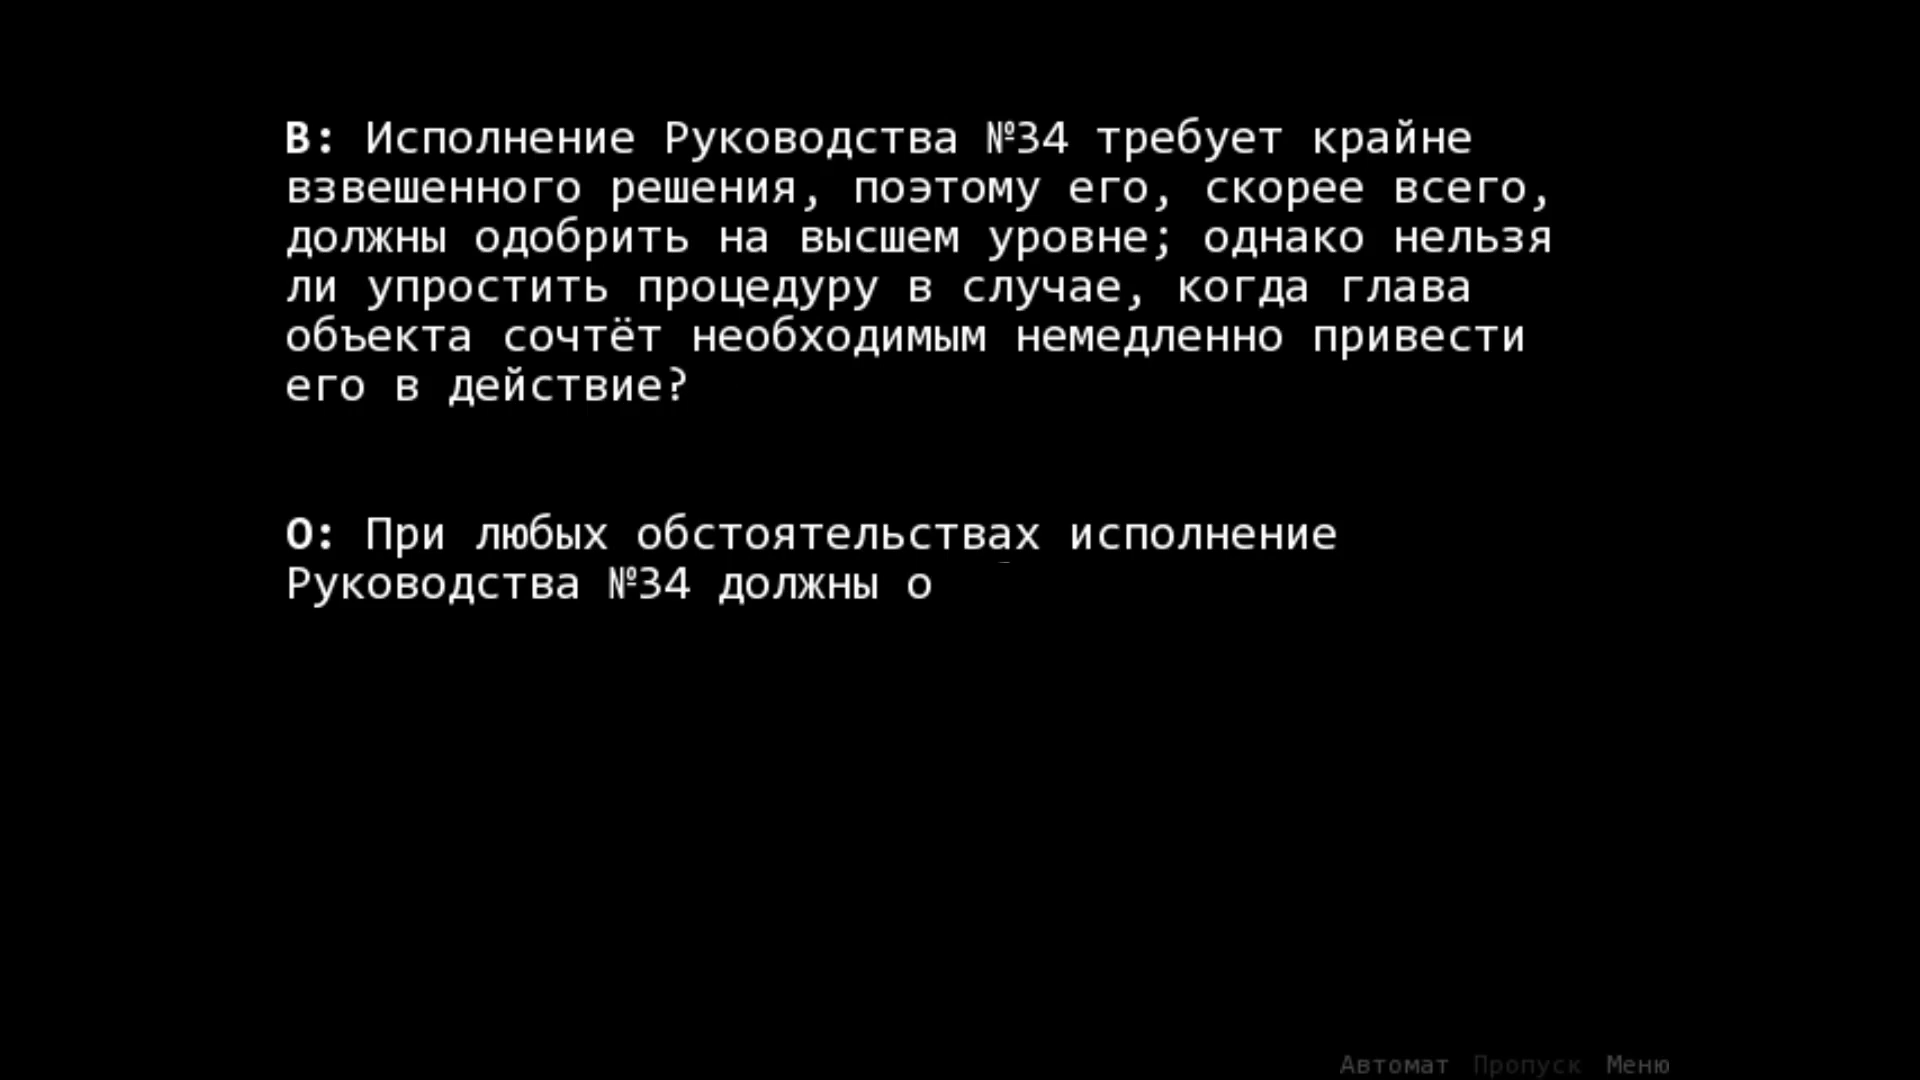 В: Исполнение Руководства №34 требует крайне
взвешенного решения, поэтому его, скорее всего,
должны одобрить на высшем уровне; однако нельзя
ли упростить процедуру в случае, когда глава
объекта сочтёт необходимым немедленно привести
его в действие?
О: При любых обстоятельствах исполнение
Руководства №34 должны о
Автомат Пропуск Меню